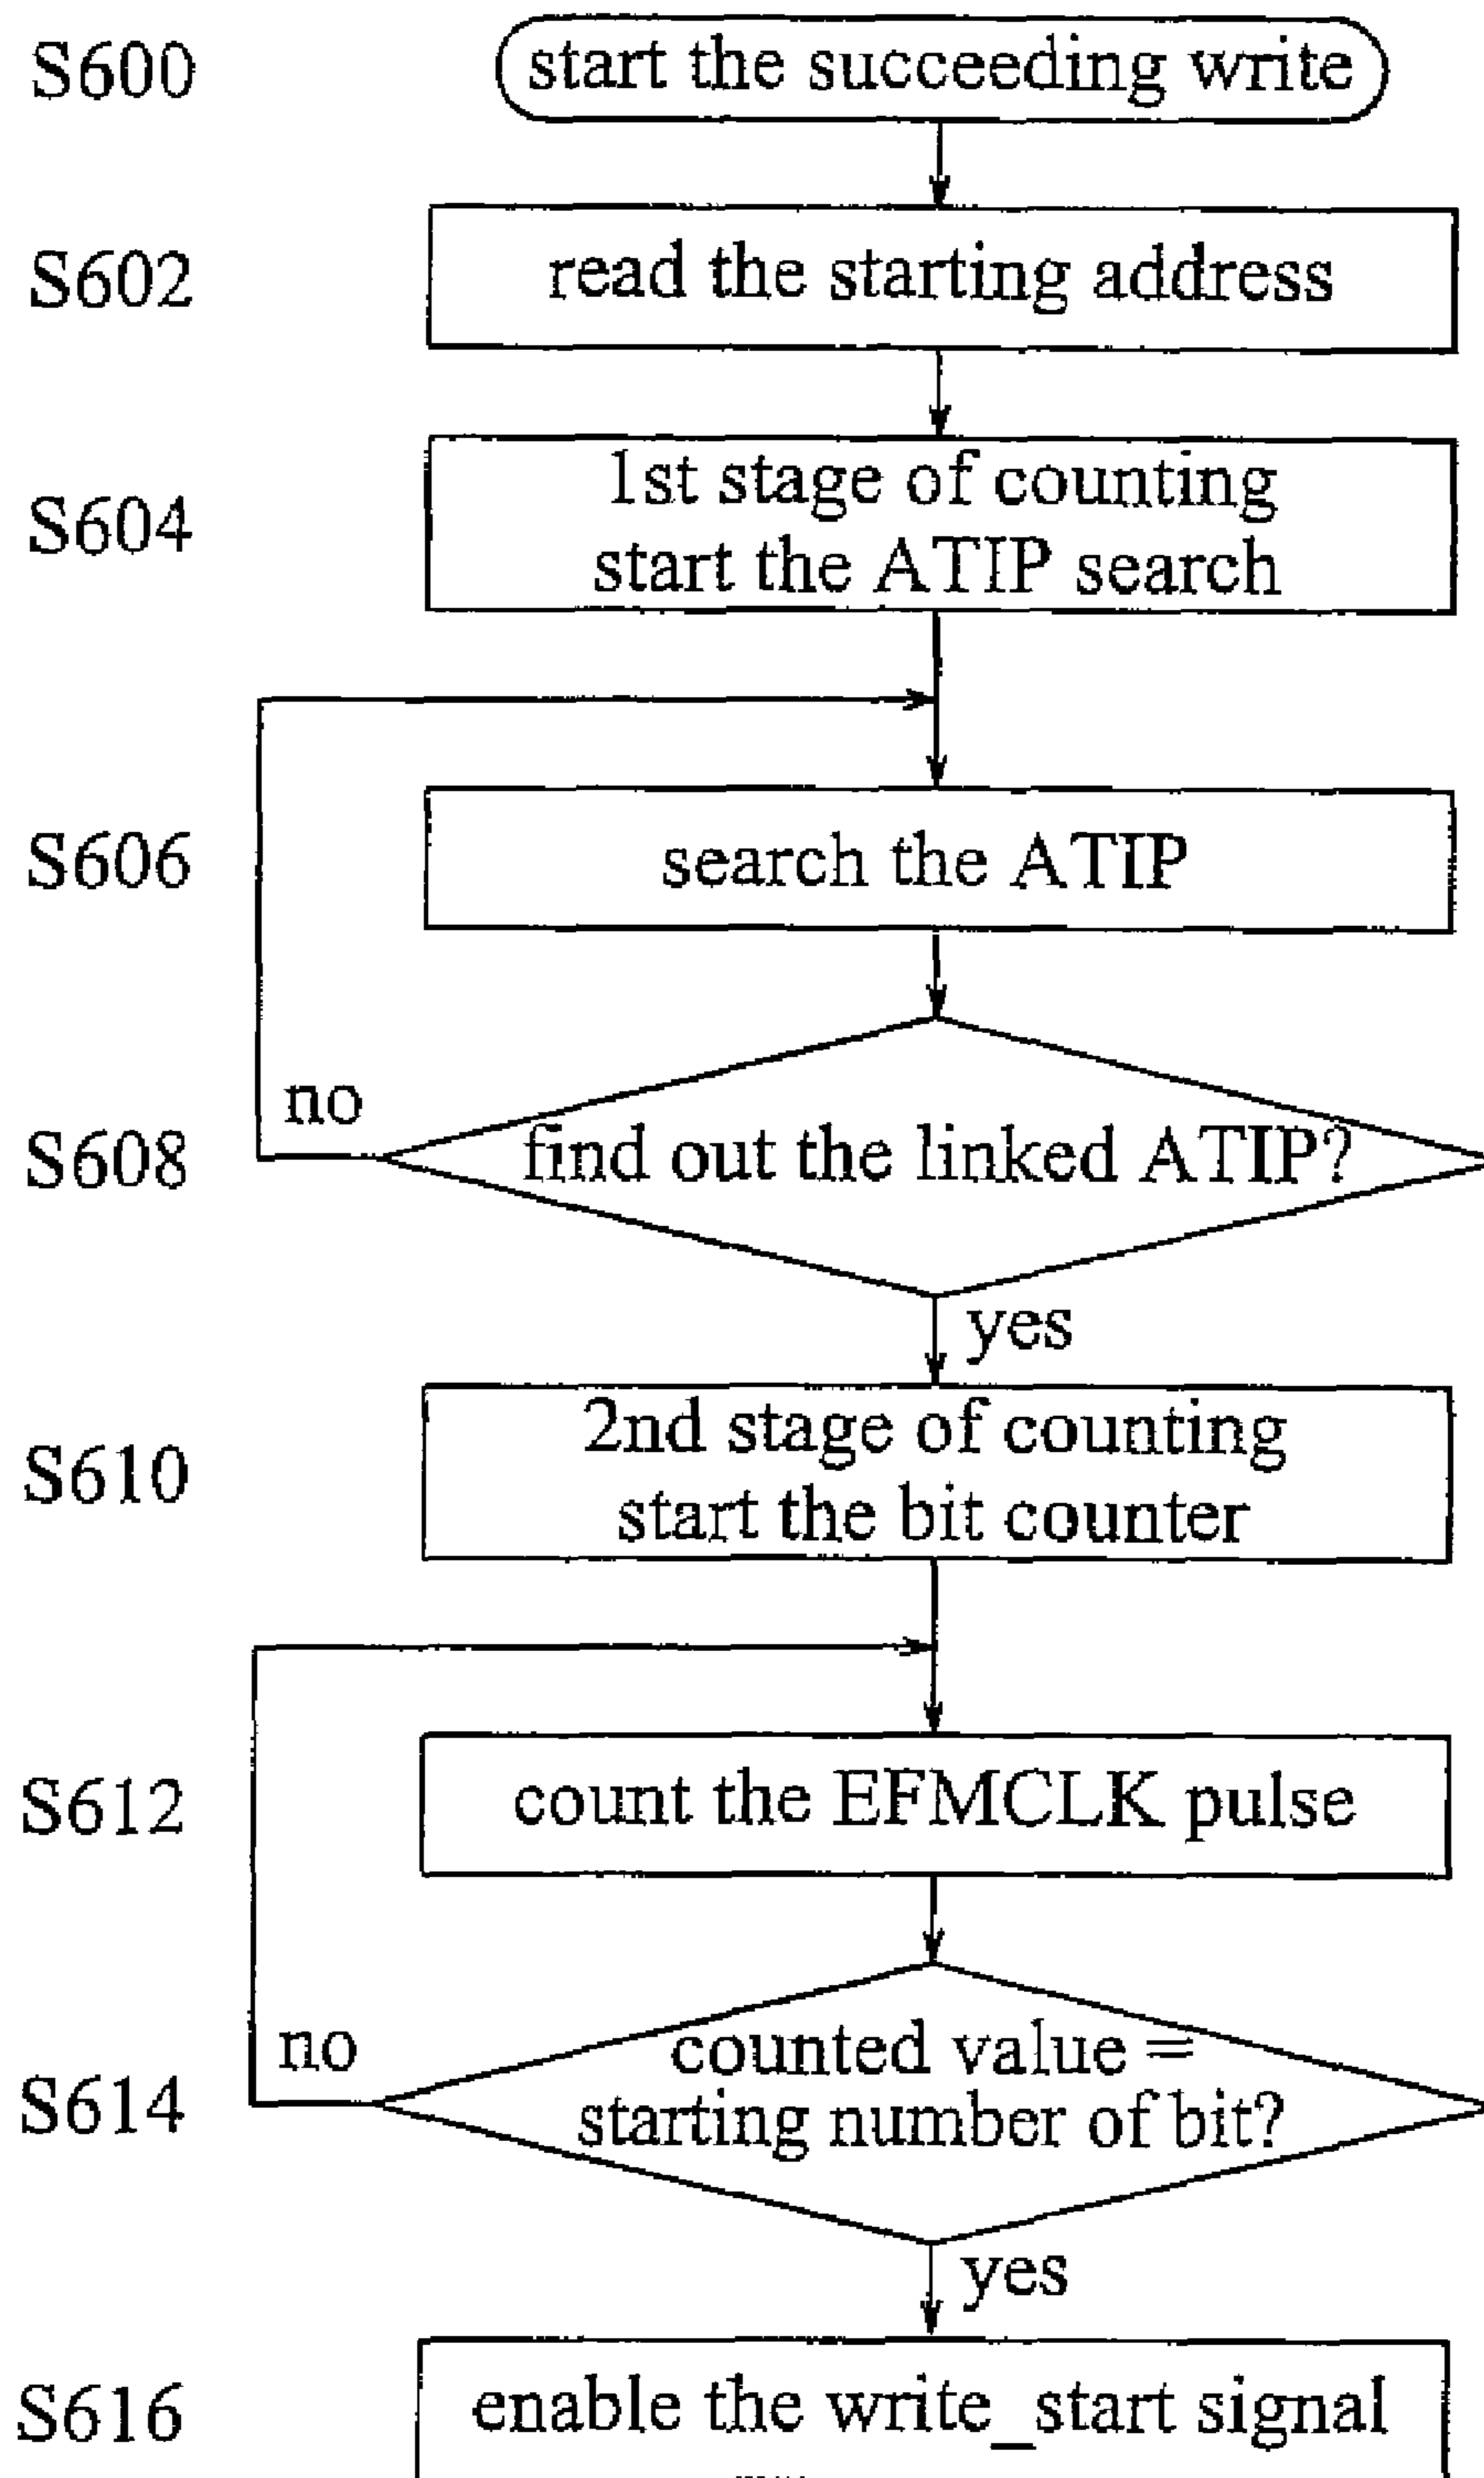 S600 start the succeeding write
S602 read the starting address
S604 1st stage of counting
start the ATIP search
S606 search the ATIP
no
S608 find out the linked ATIP?
yes
S610 2nd stage of counting
start the bit counter
S612 count the EFMCLK pulse
no
S614 counted value =
starting number of bit?
yes
S616 enable the write_start signal